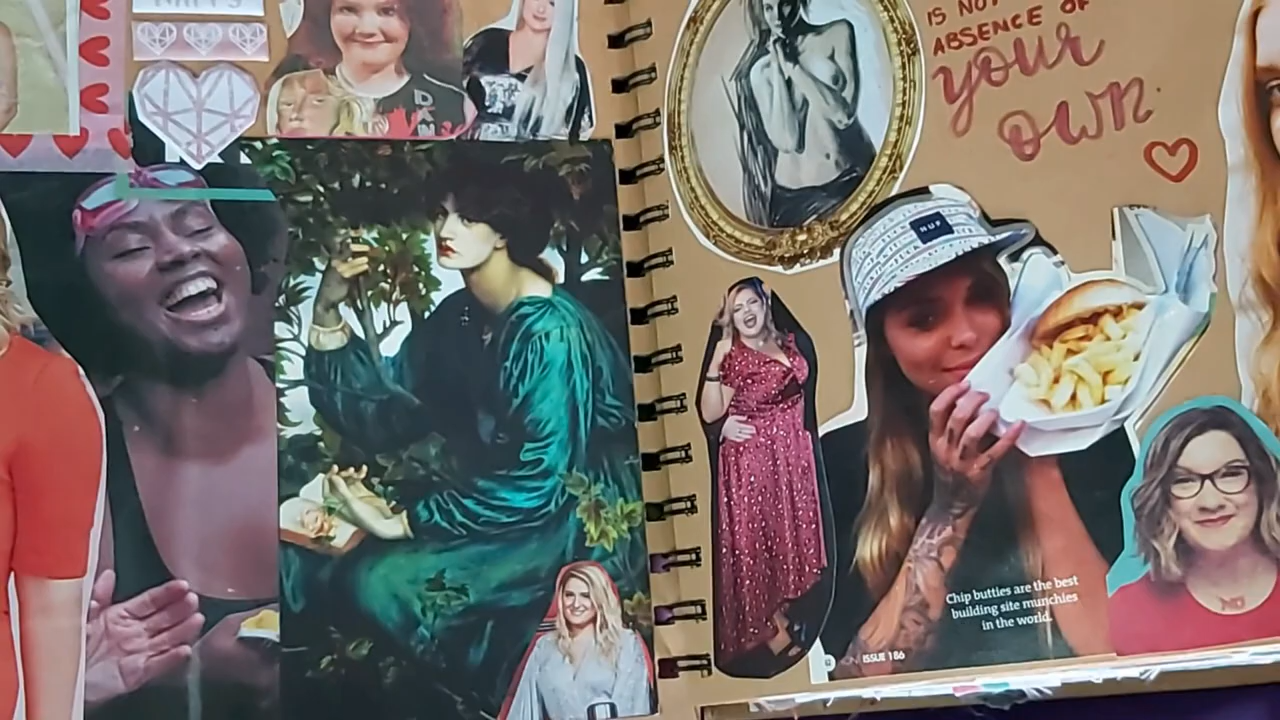 IS NOT
ABSENCE OF
your
own.
HUF
Chip butties are the best
building site munchies
in the world.
ISSUE 186